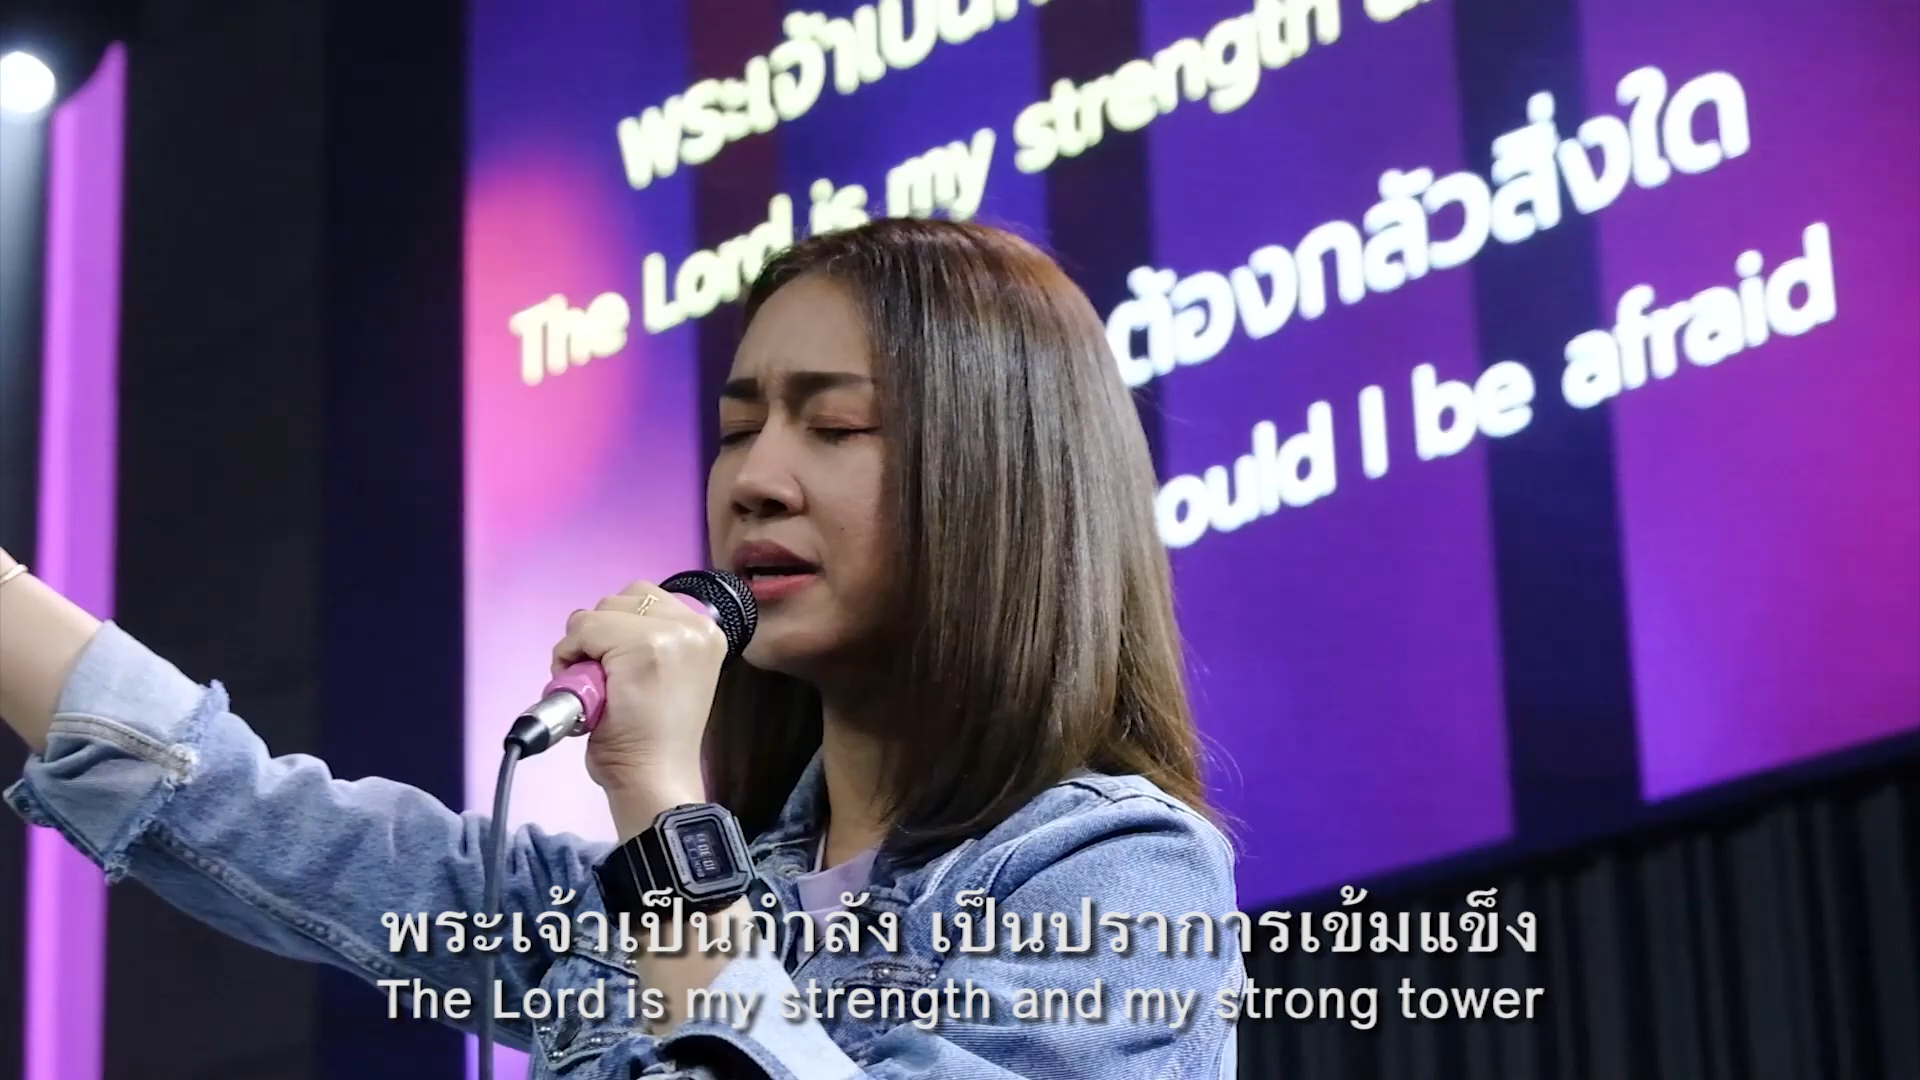 พระเจ้าเป็น
The Lord is my strength
ต้องกลัวสิ่งใด
I be afraid
พระเจ้าเป็นกำลัง เป็นปราการเข้มแข็ง
The Lord is my strength and my strong tower